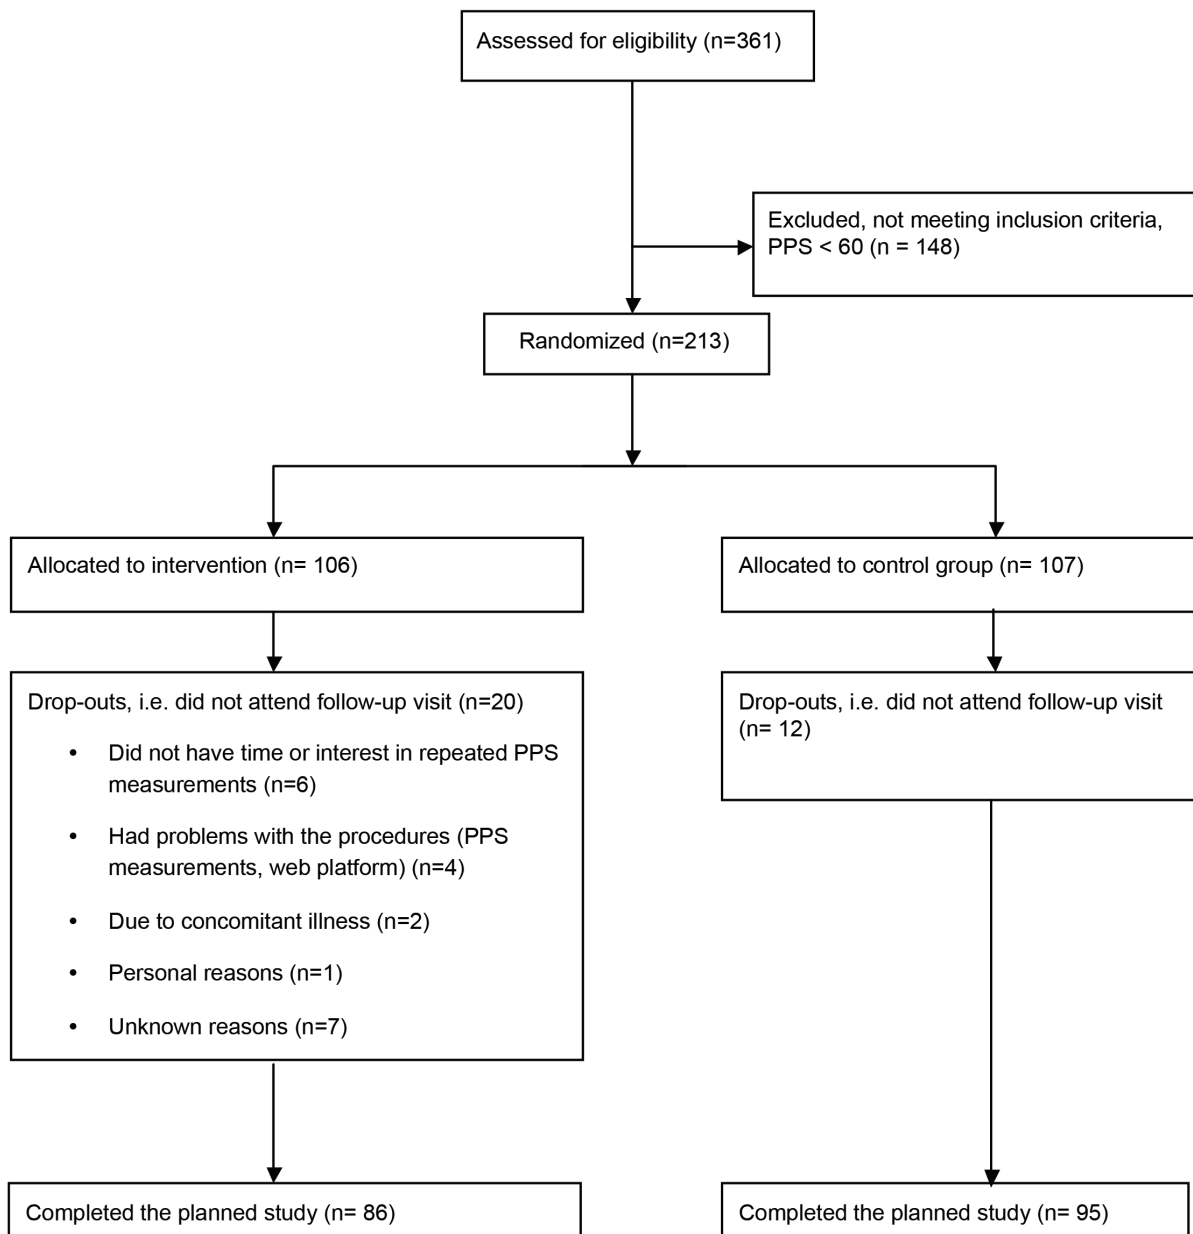 Assessed for eligibility (n=361)
Excluded, not meeting inclusion criteria,
PPS < 60 (n = 148)
Randomized (n=213)
Allocated to intervention (n= 106)
Allocated to control group (n= 107)
Drop-outs, i.e. did not attend follow-up visit (n=20)
• Did not have time or interest in repeated PPS
measurements (n=6)
• Had problems with the procedures (PPS
measurements, web platform) (n=4)
• Due to concomitant illness (n=2)
• Personal reasons (n=1)
• Unknown reasons (n=7)
Drop-outs, i.e. did not attend follow-up visit
(n= 12)
Completed the planned study (n= 86)
Completed the planned study (n= 95)